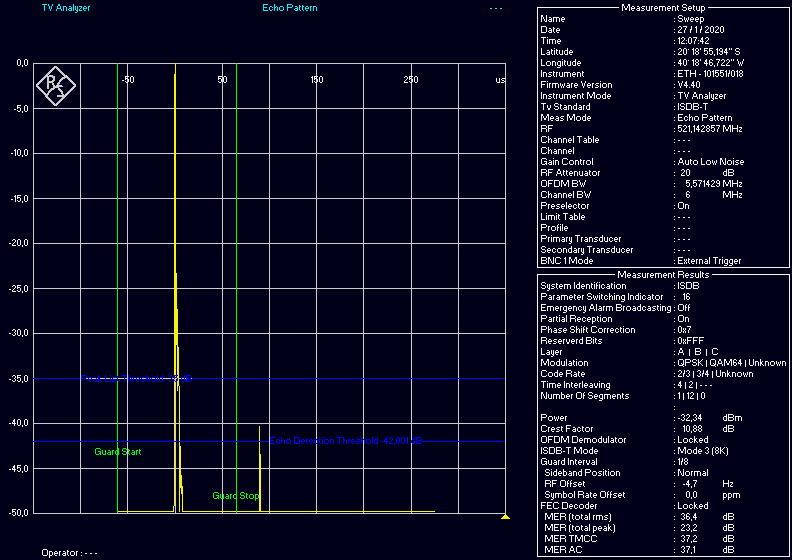 TV Analyzer Echo Pattern ---
0,0
-50 50 150 250 us
-5,0
-10,0
-15,0
-20,0
-25,0
-30,0
-35,0
-40,0
Echo Detection Threshold -42,00 dB
Guard Start
-45,0
Guard Stop
-50,0
Operator : ---
Measurement Setup
Name : Sweep
Date : 27 / 1 / 2020
Time : 12:07:42
Latitude : 20° 18' 55,194" S
Longitude : 40° 18' 46,722" W
Instrument : ETH - 101551/018
Firmware Version : V4.40
Instrument Mode : TV Analyzer
Tv Standard : ISDB-T
Meas Mode : Echo Pattern
RF : 521,142857 MHz
Channel Table : ---
Channel : ---
Gain Control : Auto Low Noise
RF Attenuator : 20 dB
OFDM BW : 5,571429 MHz
Channel BW : 6 MHz
Preselector : On
Limit Table : ---
Profile : ---
Primary Transducer : ---
Secondary Transducer : ---
BNC 1 Mode : External Trigger
Measurement Results
System Identification : ISDB
Parameter Switching Indicator : 16
Emergency Alarm Broadcasting : Off
Partial Reception : On
Phase Shift Correction : 0x7
Reserverd Bits : 0xFFF
Layer : A | B | C
Modulation : QPSK | QAM64 | Unknown
Code Rate : 2/3 | 3/4 | Unknown
Time Interleaving : 4 | 2 | ---
Number Of Segments : 1 | 12 | 0
:
Power : -32,34 dBm
Crest Factor : 10,88 dB
OFDM Demodulator : Locked
ISDB-T Mode : Mode 3 (8K)
Guard Interval : 1/8
Sideband Position : Normal
RF Offset : -4,7 Hz
Symbol Rate Offset : 0,0 ppm
FEC Decoder : Locked
MER (total rms) : 36,4 dB
MER (total peak) : 23,2 dB
MER TMCC : 37,2 dB
MER AC : 37,1 dB